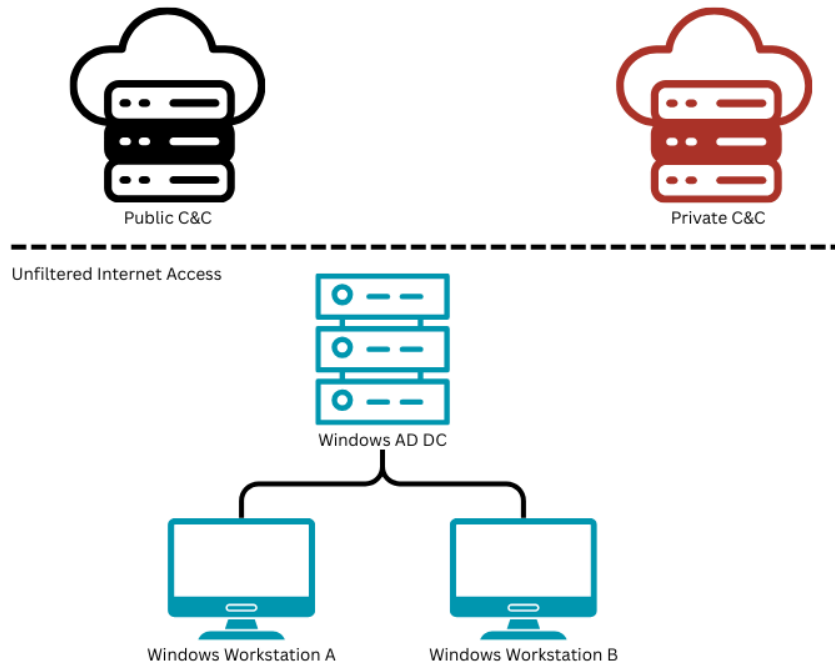 Public C&C
Private C&C
Unfiltered Internet Access
Windows AD DC
Windows Workstation A
Windows Workstation B